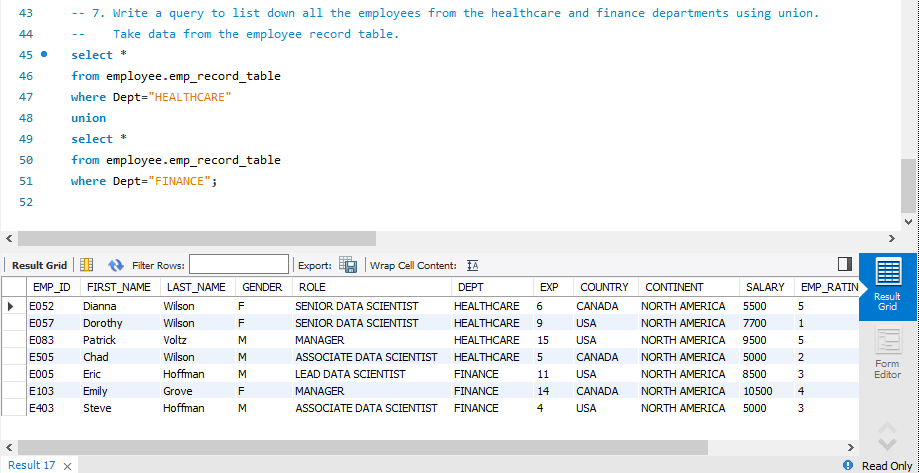 43 -- 7. Write a query to list down all the employees from the healthcare and finance departments using union.
44 -- Take data from the employee record table.
45 select *
46 from employee.emp_record_table
47 where Dept="HEALTHCARE"
48 union
49 select *
50 from employee.emp_record_table
51 where Dept="FINANCE";
52
Result Grid Filter Rows: Export: Wrap Cell Content:
EMP_ID FIRST_NAME LAST_NAME GENDER ROLE DEPT EXP COUNTRY CONTINENT SALARY EMP_RATIN
E052 Dianna Wilson F SENIOR DATA SCIENTIST HEALTHCARE 6 CANADA NORTH AMERICA 5500 5
E057 Dorothy Wilson F SENIOR DATA SCIENTIST HEALTHCARE 9 USA NORTH AMERICA 7700 1
E083 Patrick Voltz M MANAGER HEALTHCARE 15 USA NORTH AMERICA 9500 5
E505 Chad Wilson M ASSOCIATE DATA SCIENTIST HEALTHCARE 5 CANADA NORTH AMERICA 5000 2
E005 Eric Hoffman M LEAD DATA SCIENTIST FINANCE 11 USA NORTH AMERICA 8500 3
E103 Emily Grove F MANAGER FINANCE 14 CANADA NORTH AMERICA 10500 4
E403 Steve Hoffman M ASSOCIATE DATA SCIENTIST FINANCE 4 USA NORTH AMERICA 5000 3
Result
Grid
Form
Editor
Result 17 Read Only